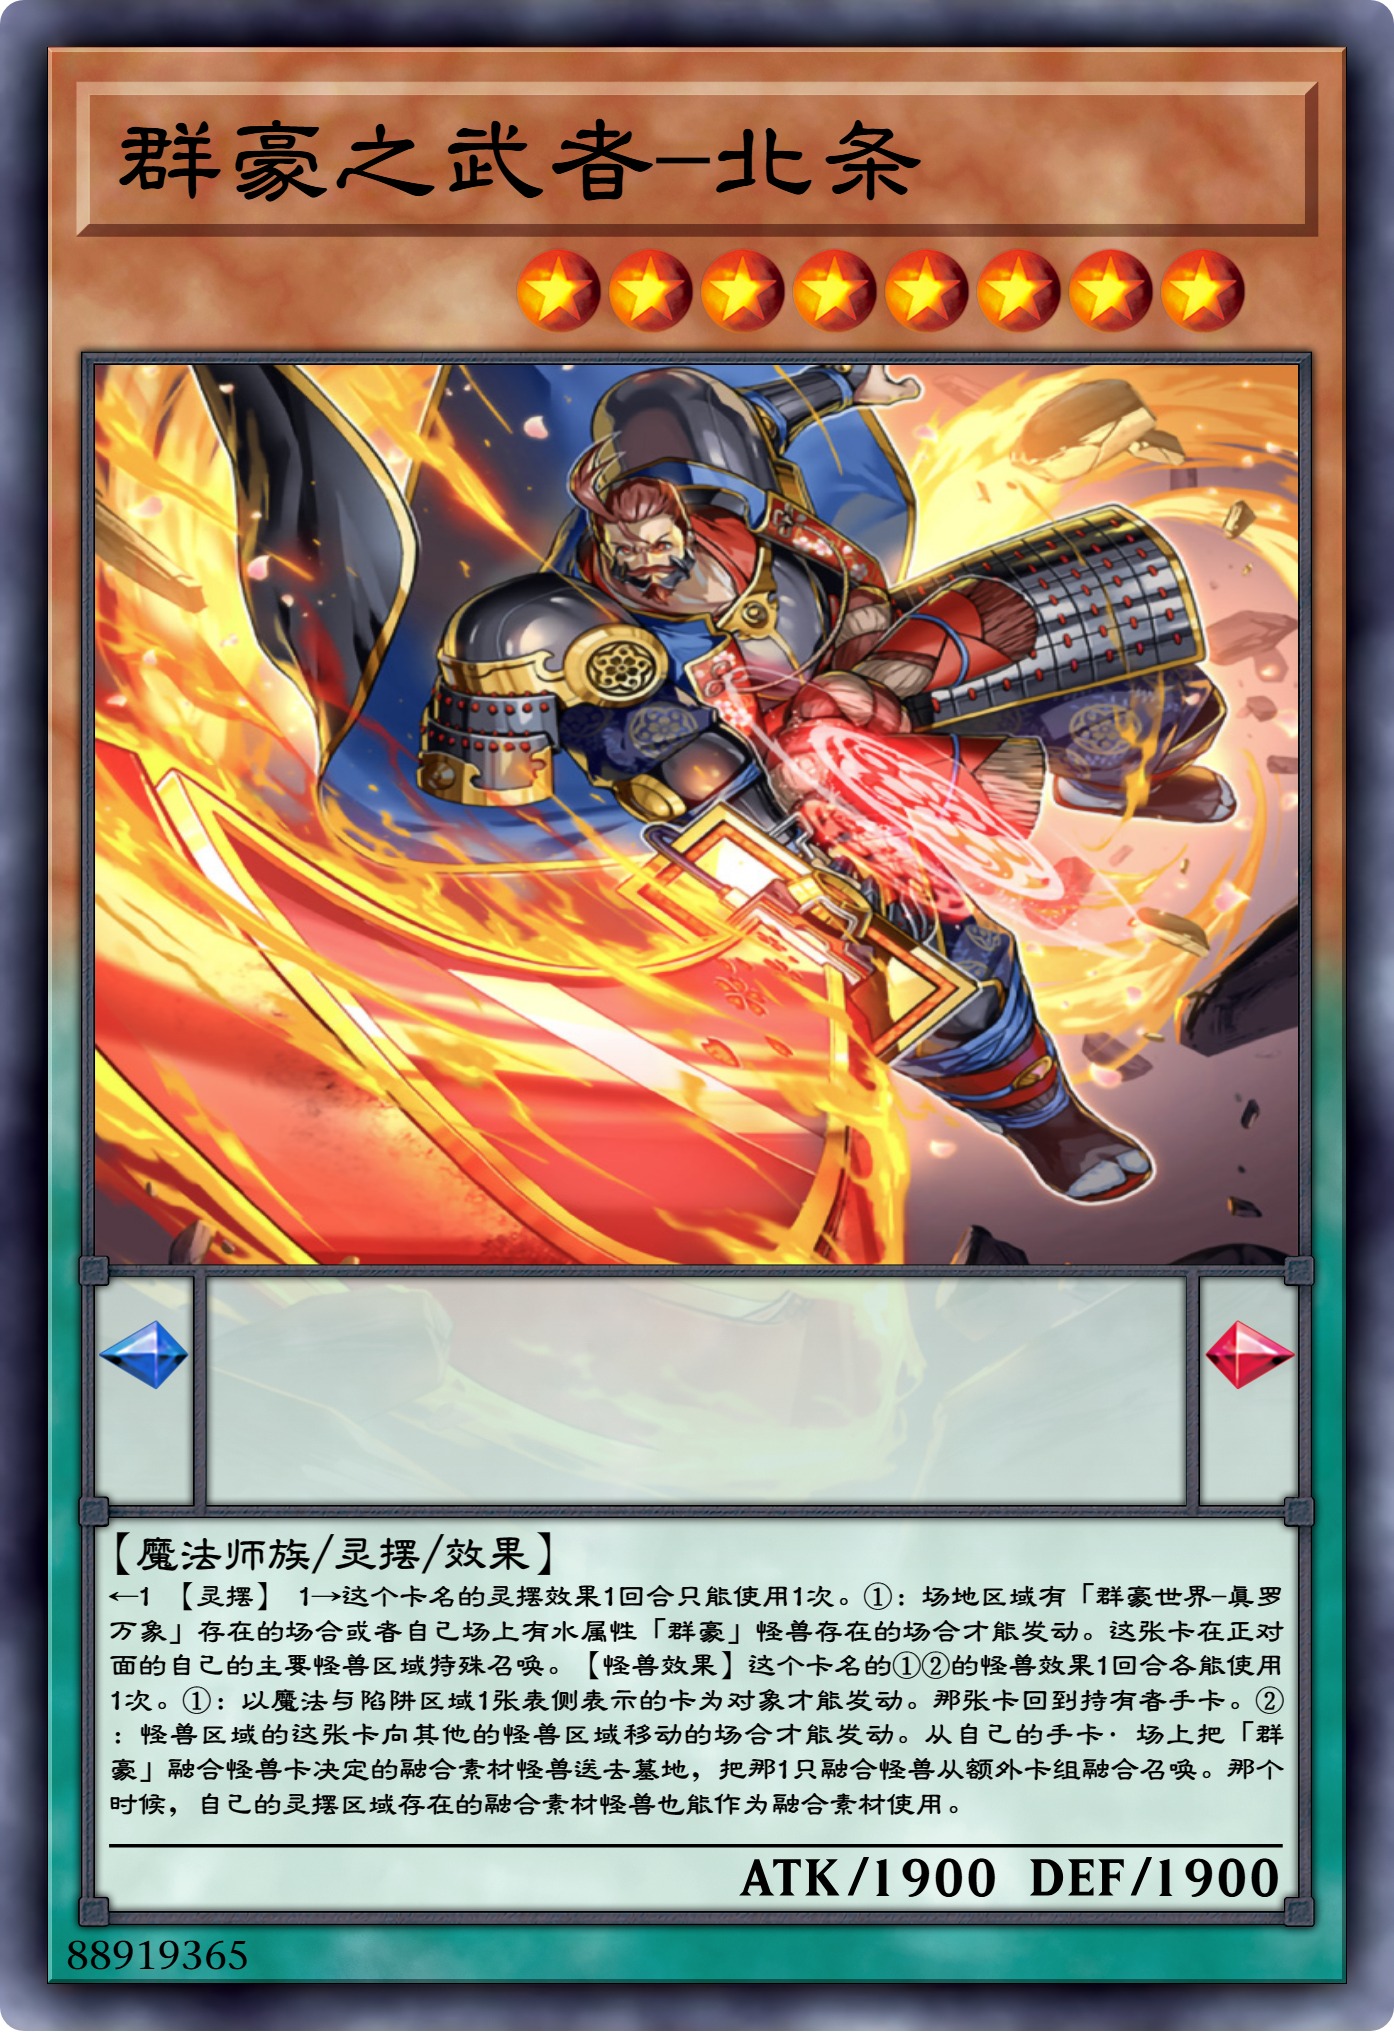 群豪之武者-北条
【魔法师族/灵摆/效果】
←1 【灵摆】 1→这个卡名的灵摆效果1回合只能使用1次。①：场地区域有「群豪世界-真罗
万象」存在的场合或者自己场上有水属性「群豪」怪兽存在的场合才能发动。这张卡在正对
面的自己的主要怪兽区域特殊召唤。【怪兽效果】这个卡名的①②的怪兽效果1回合各能使用
1次。①：以魔法与陷阱区域1张表侧表示的卡为对象才能发动。那张卡回到持有者手卡。②
：怪兽区域的这张卡向其他的怪兽区域移动的场合才能发动。从自己的手卡·场上把「群
豪」融合怪兽卡决定的融合素材怪兽送去墓地，把那1只融合怪兽从额外卡组融合召唤。那个
时候，自己的灵摆区域存在的融合素材怪兽也能作为融合素材使用。
ATK/1900 DEF/1900
88919365